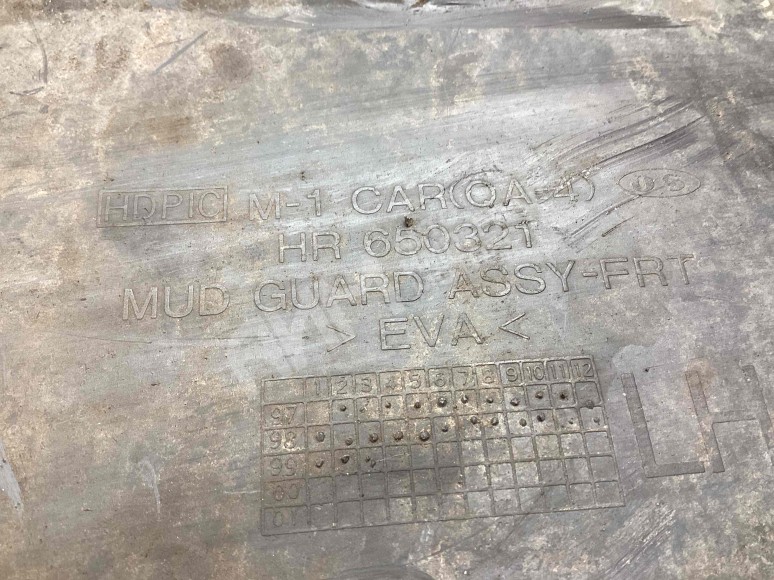 HDPIC M-1 CAR(QA-4)
HR 650321
MUD GUARD ASSY-FRT
> EVA <
1 2 3 4 5 6 7 8 9 10 11 12
97
98
99
00
01
LH